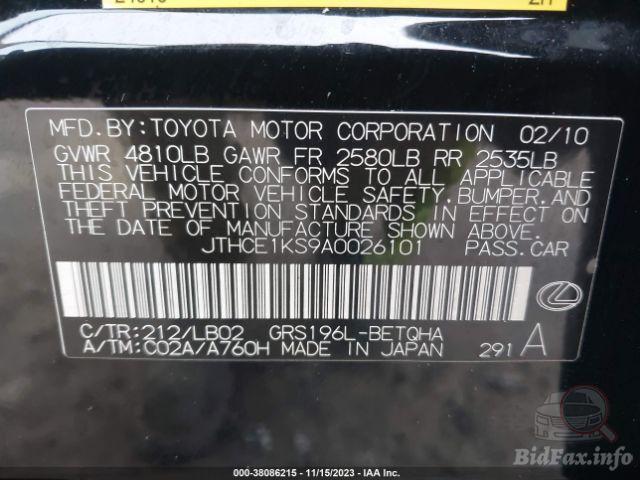 MFD.BY:TOYOTA MOTOR CORPORATION 02/10
GVWR 4810LB GAWR FR 2580LB RR 2535LB
THIS VEHICLE CONFORMS TO ALL APPLICABLE
FEDERAL MOTOR VEHICLE SAFETY,BUMPER,AND
THEFT PREVENTION STANDARDS IN EFFECT ON
THE DATE OF MANUFACTURE SHOWN ABOVE.
JTHCE1KS9A0026101 PASS.CAR
C/TR:212/LB02 GRS196L-BETQHA
A/TM:C02A/A760H MADE IN JAPAN 291 A
BidFax.info
000-38086215 - 11/15/2023 - IAA Inc.